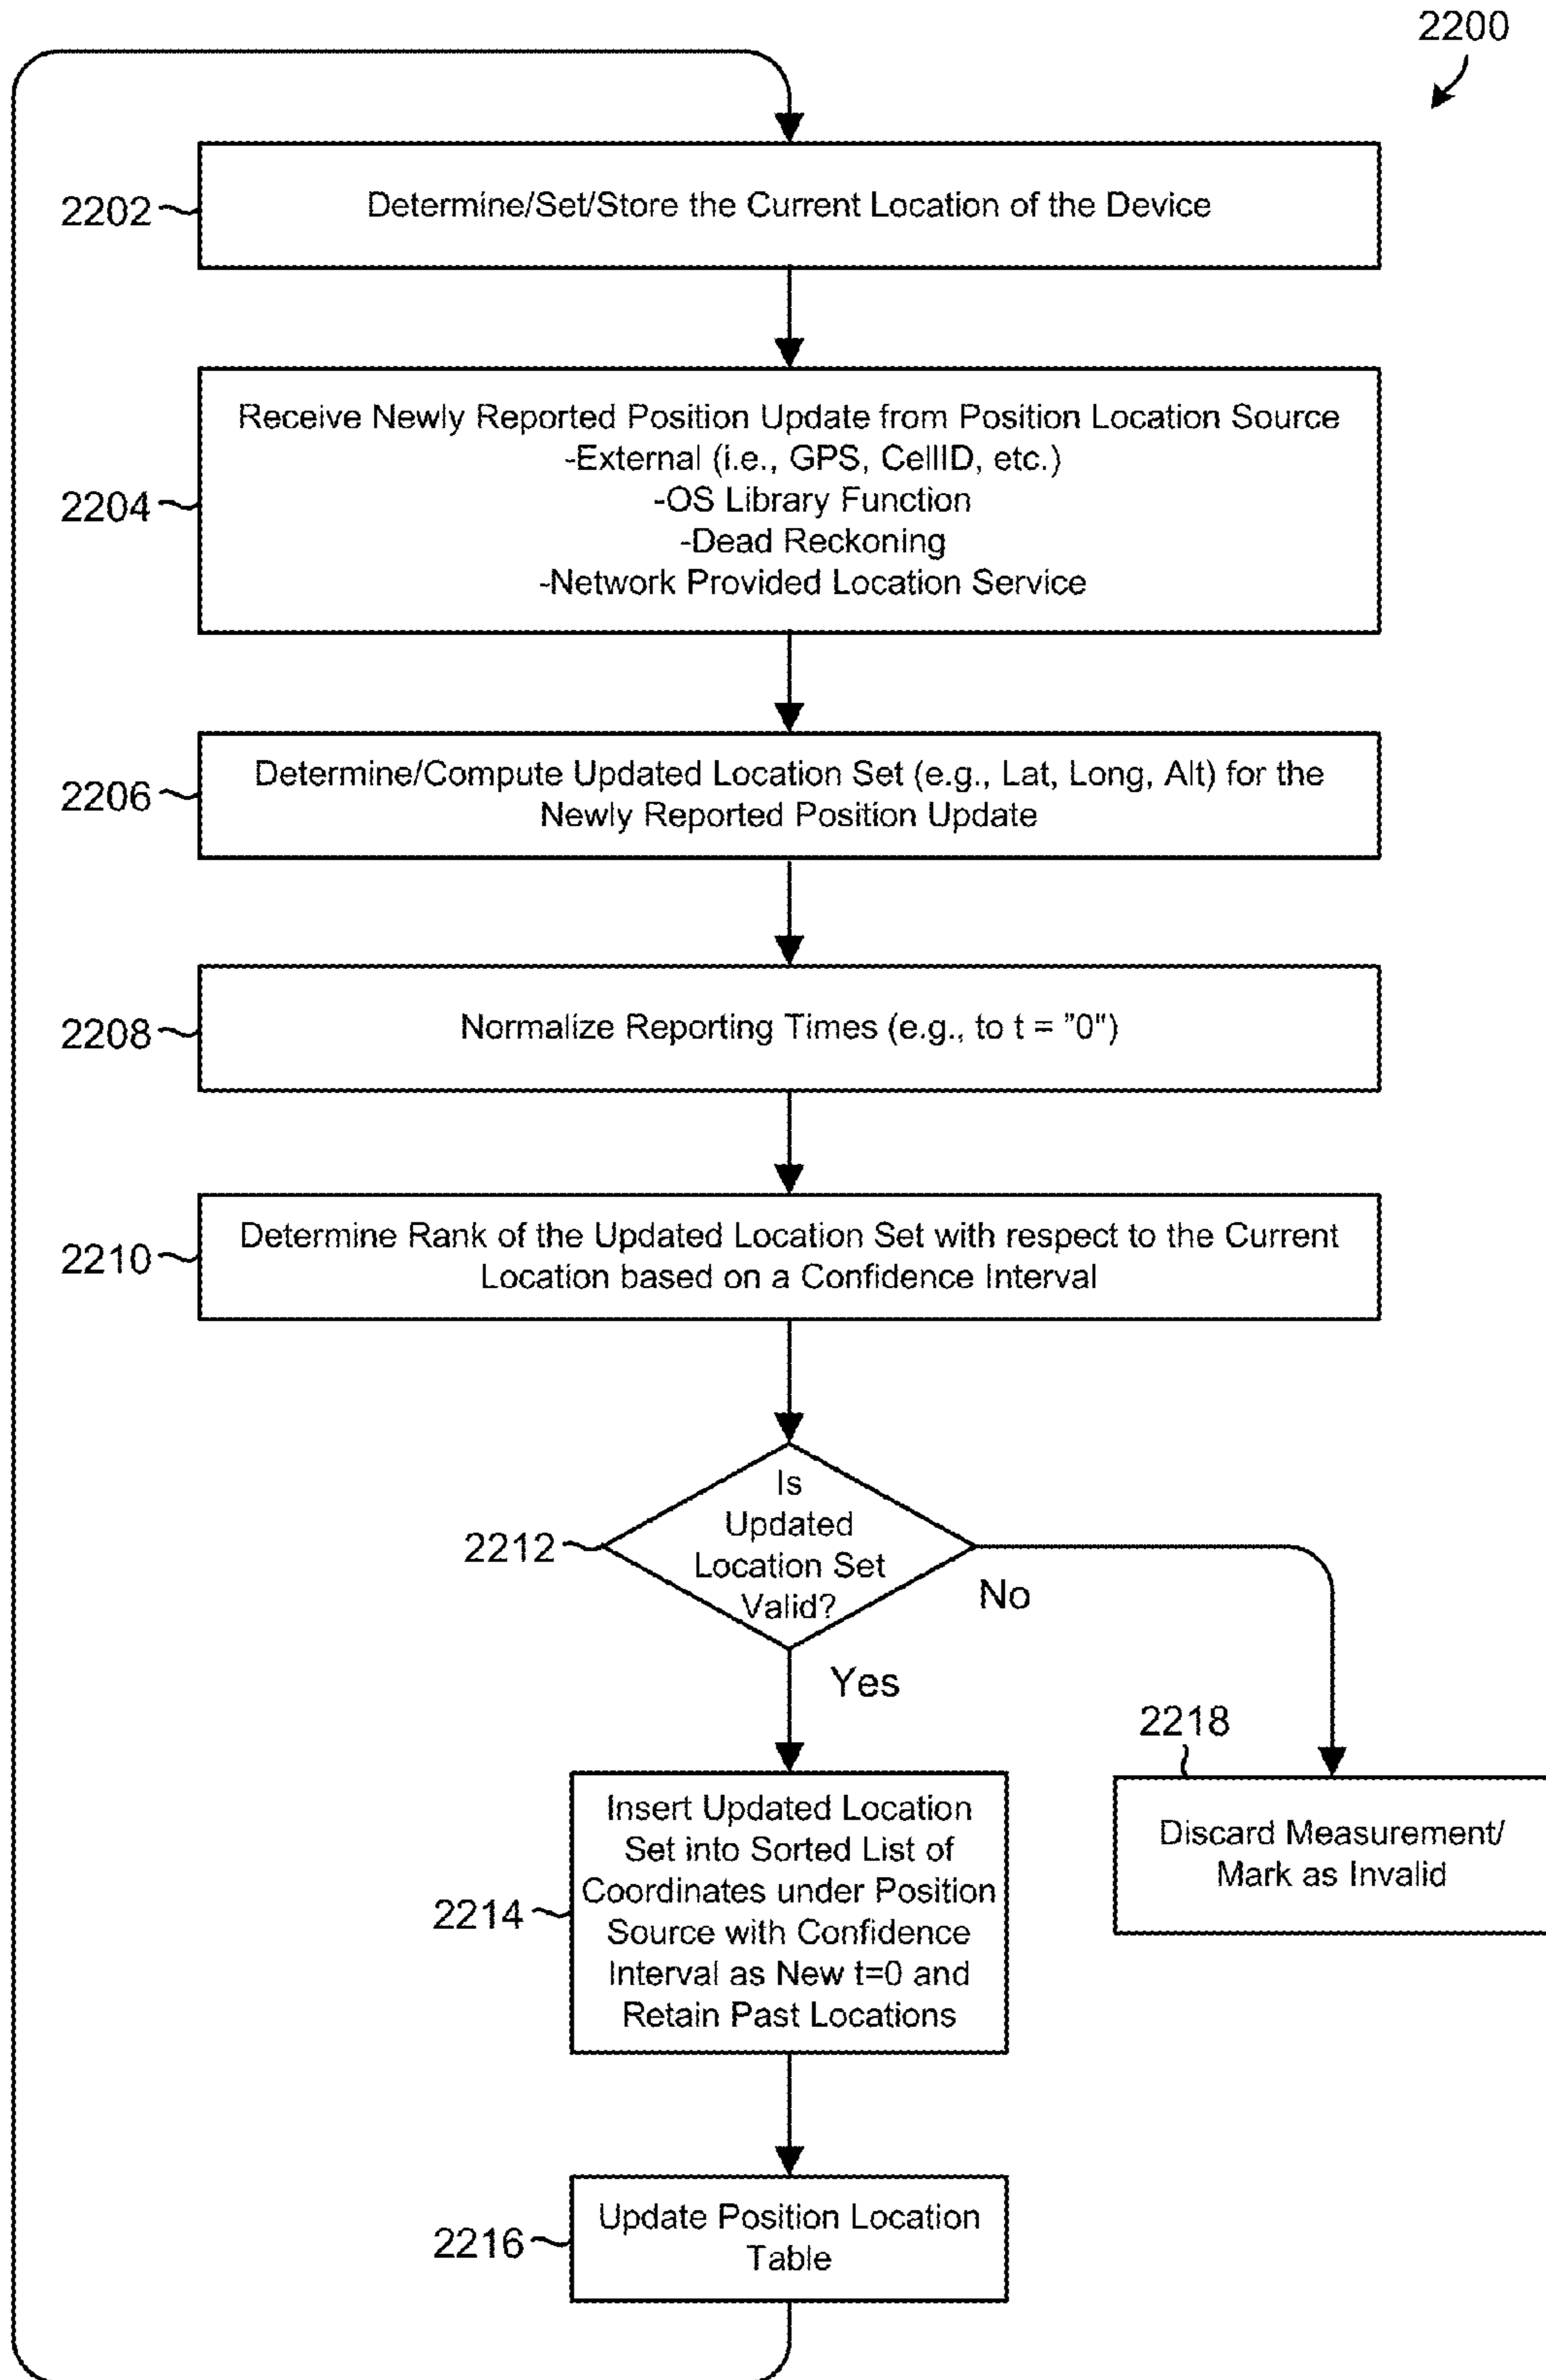 2200
2202
Determine/Set/Store the Current Location of the Device
2204
Receive Newly Reported Position Update from Position Location Source
-External (i.e., GPS, CellID, etc.)
-OS Library Function
-Dead Reckoning
-Network Provided Location Service
2206
Determine/Compute Updated Location Set (e.g., Lat, Long, Alt) for the
Newly Reported Position Update
2208
Normalize Reporting Times (e.g., to t = "0")
2210
Determine Rank of the Updated Location Set with respect to the Current
Location based on a Confidence Interval
2212
Is
Updated
Location Set
Valid?
No
Yes
2214
Insert Updated Location
Set into Sorted List of
Coordinates under Position
Source with Confidence
Interval as New t=0 and
Retain Past Locations
2218
Discard Measurement/
Mark as Invalid
2216
Update Position Location
Table